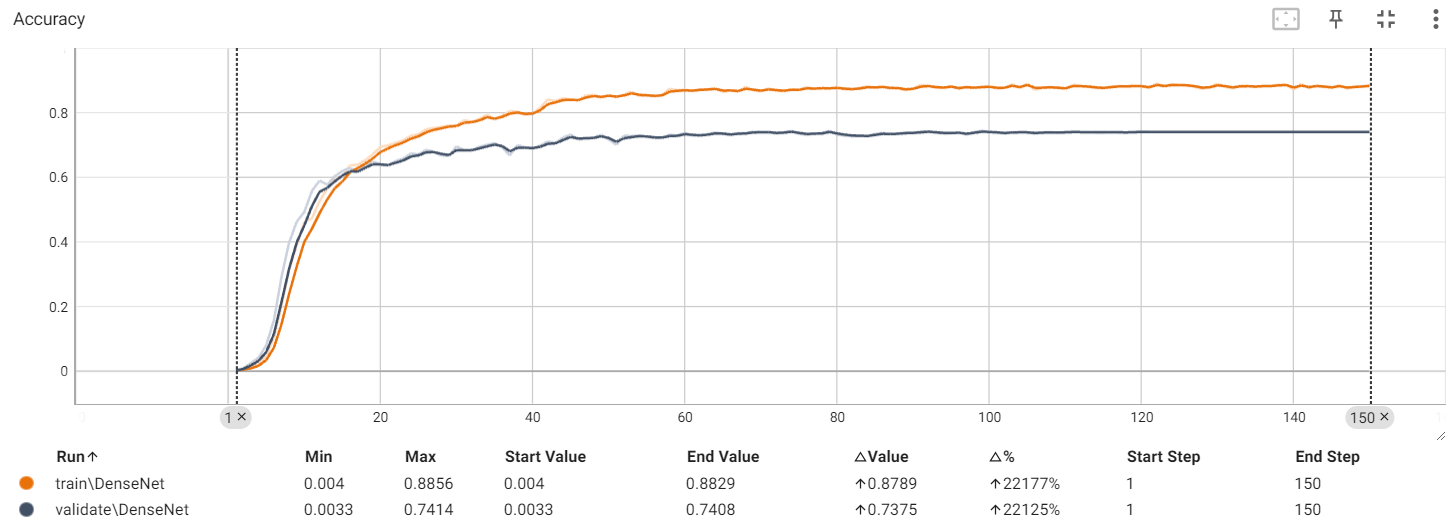 Accuracy
0.8
0.6
0.4
0.2
0
1 × 20 40 60 80 100 120 140 150 ×
Run↑ Min Max Start Value End Value △Value △% Start Step End Step
train\DenseNet 0.004 0.8856 0.004 0.8829 ↑0.8789 ↑22177% 1 150
validate\DenseNet 0.0033 0.7414 0.0033 0.7408 ↑0.7375 ↑22125% 1 150